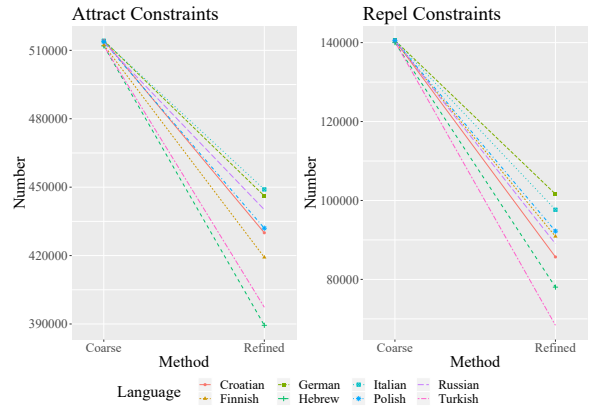 Attract Constraints
Repel Constraints
510000
480000
450000
420000
390000
Number
Coarse
Refined
Method
140000
120000
100000
80000
Number
Coarse
Refined
Method
Language
Croatian
German
Italian
Russian
Finnish
Hebrew
Polish
Turkish